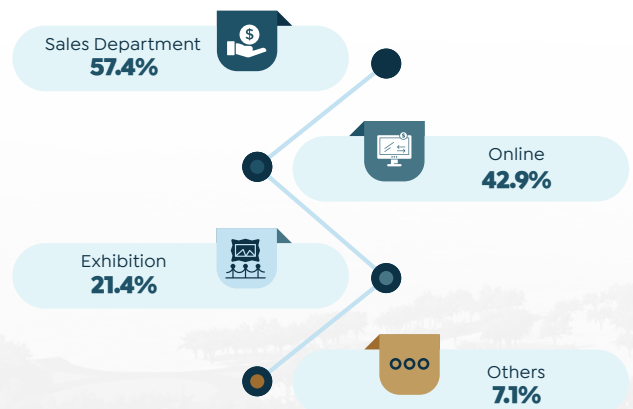 Sales Department
57.4%
Online
42.9%
Exhibition
21.4%
Others
7.1%